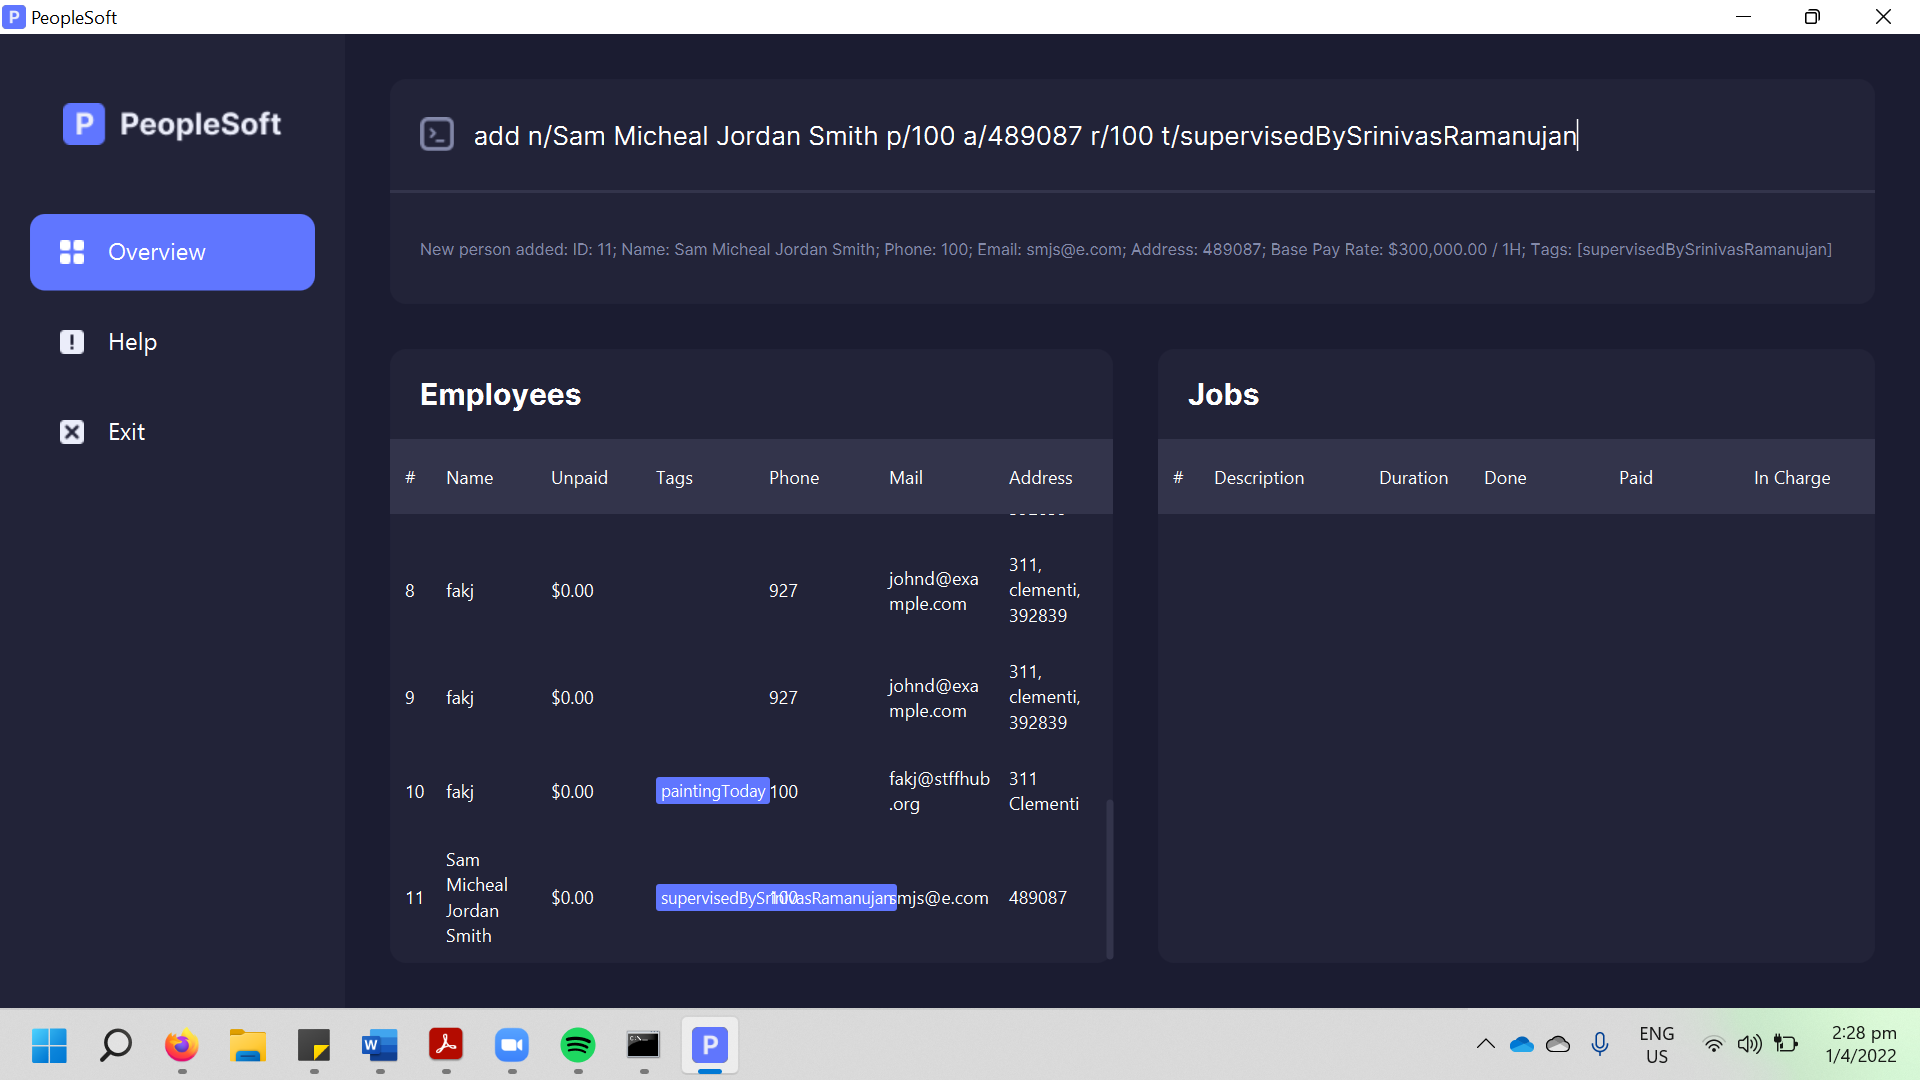 PeopleSoft
PeopleSoft
Overview
Help
Exit
add n/Sam Micheal Jordan Smith p/100 a/489087 r/100 t/supervisedBySrinivasRamanujan
New person added: ID: 11; Name: Sam Micheal Jordan Smith; Phone: 100; Email: smjs@e.com; Address: 489087; Base Pay Rate: $300,000.00 / 1H; Tags: [supervisedBySrinivasRamanujan]
Employees
# Name Unpaid Tags Phone Mail Address
8 fakj $0.00 927 johnd@exa
mple.com 311,
clementi,
392839
9 fakj $0.00 927 johnd@exa
mple.com 311,
clementi,
392839
10 fakj $0.00 paintingToday 100 fakj@stffhub
.org 311
Clementi
11 Sam
Micheal
Jordan
Smith $0.00 supervisedBySrinivasRamanujan 100 smjs@e.com 489087
Jobs
# Description Duration Done Paid In Charge
ENG
US
2:28 pm
1/4/2022